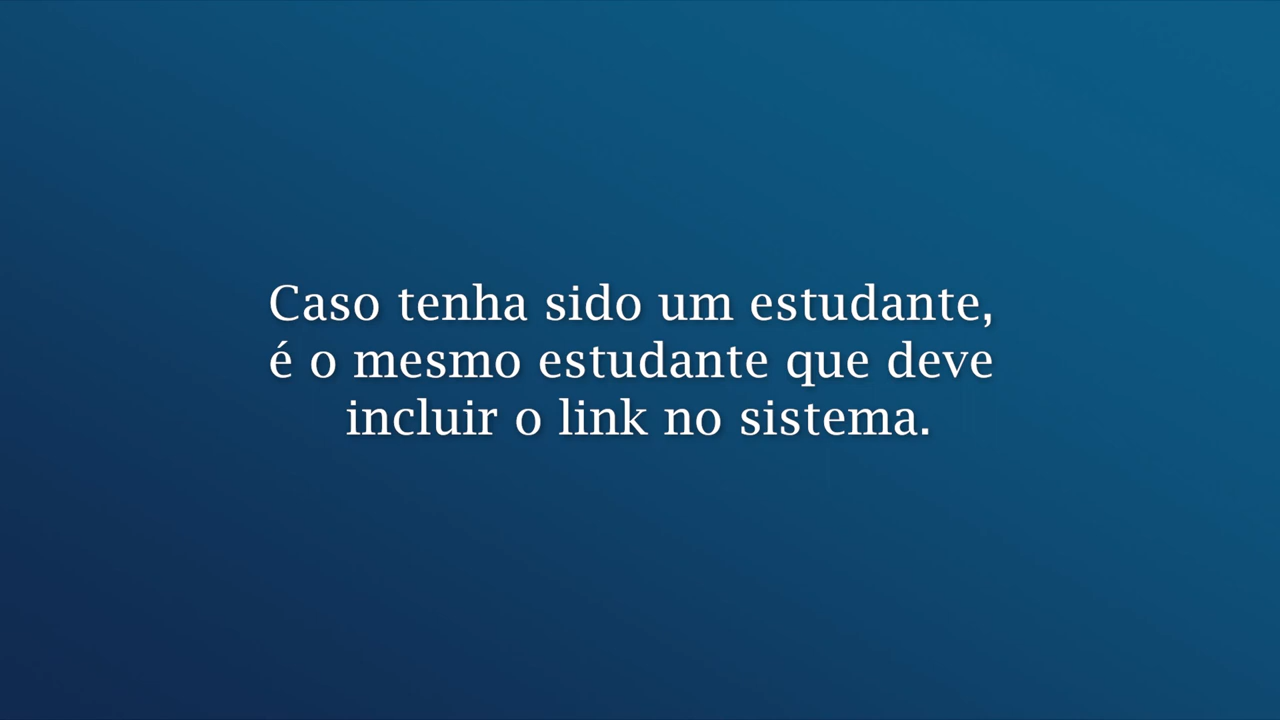 Caso tenha sido um estudante,
é o mesmo estudante que deve
incluir o link no sistema.